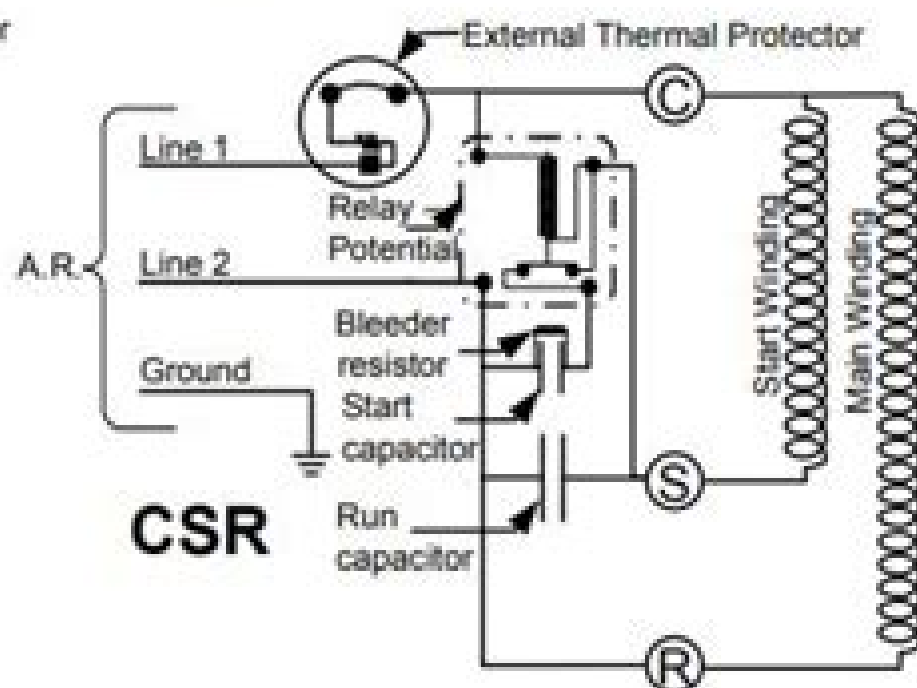 r
External Thermal Protector
C
Line 1
Relay
Potential
A.R.
Line 2
Start Winding
Main Winding
Bleeder
resistor
Ground
Start
capacitor
S
CSR
Run
capacitor
R